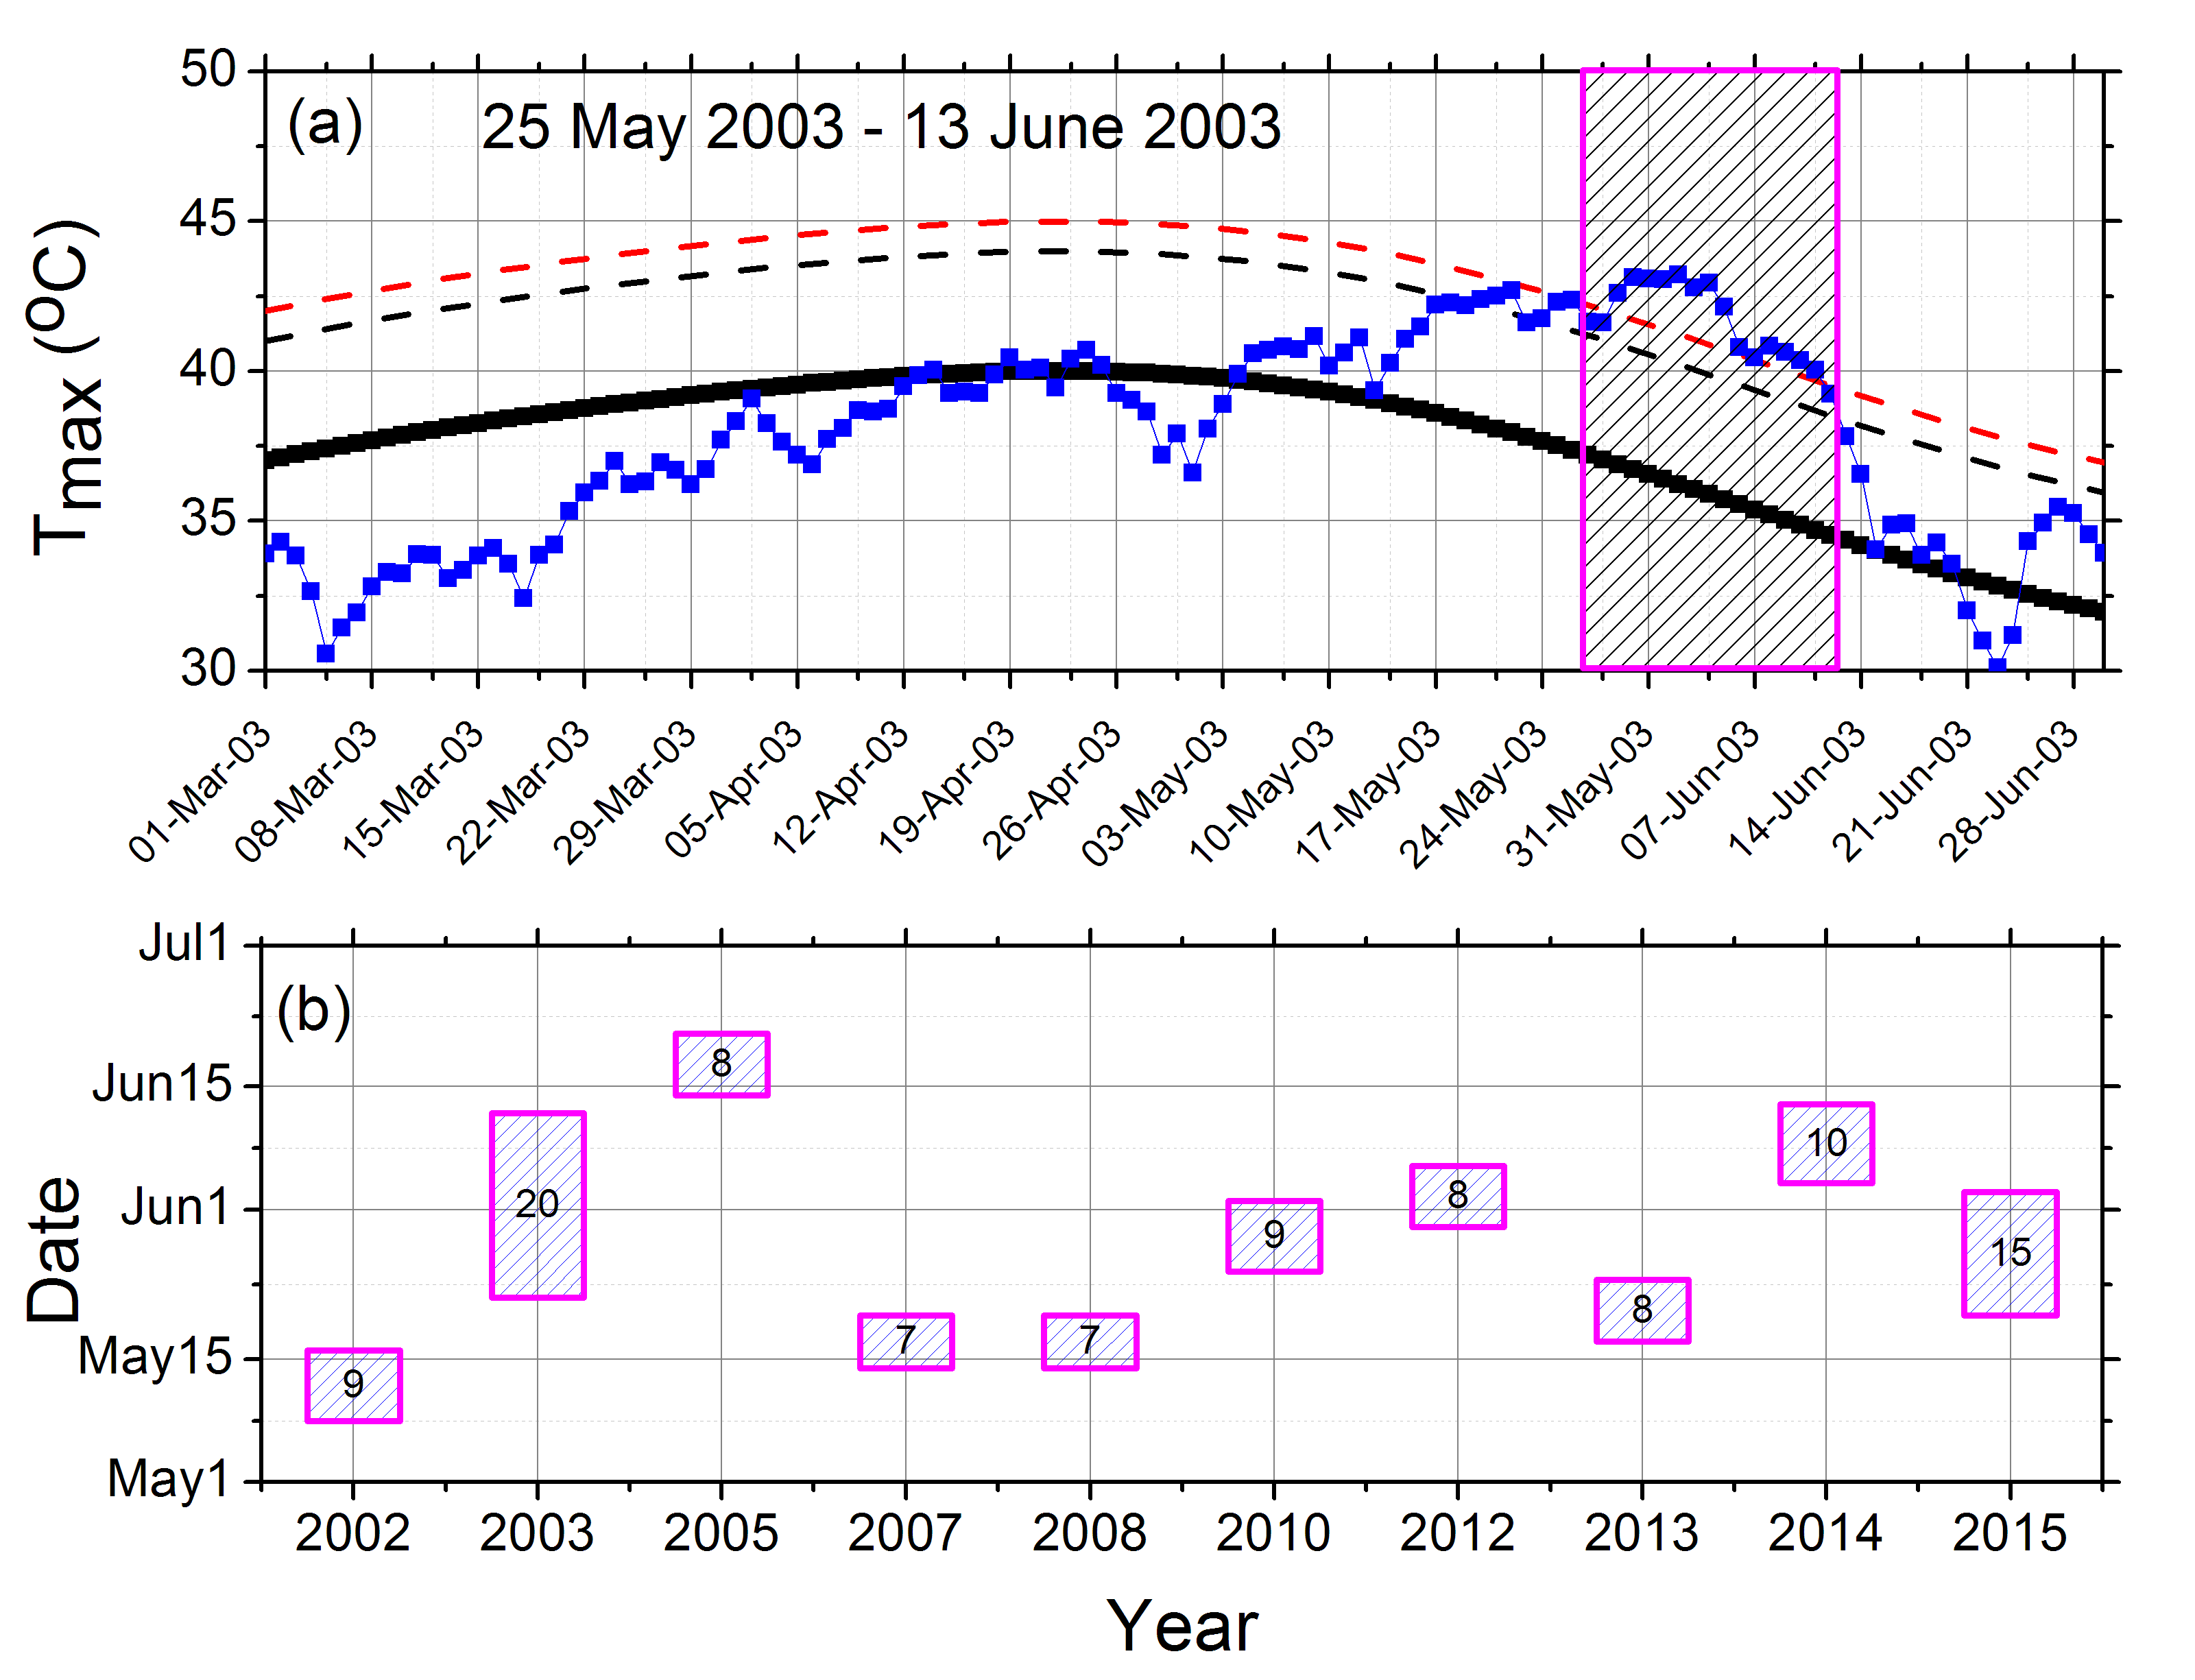 (a) 25 May 2003 - 13 June 2003
Tmax (oC)
50
45
40
35
30
01-Mar-03
08-Mar-03
15-Mar-03
22-Mar-03
29-Mar-03
05-Apr-03
12-Apr-03
19-Apr-03
26-Apr-03
03-May-03
10-May-03
17-May-03
24-May-03
31-May-03
07-Jun-03
14-Jun-03
21-Jun-03
28-Jun-03
(b)
Date
Jul1
Jun15
Jun1
May15
May1
9
20
8
7
7
9
8
8
10
15
2002
2003
2005
2007
2008
2010
2012
2013
2014
2015
Year